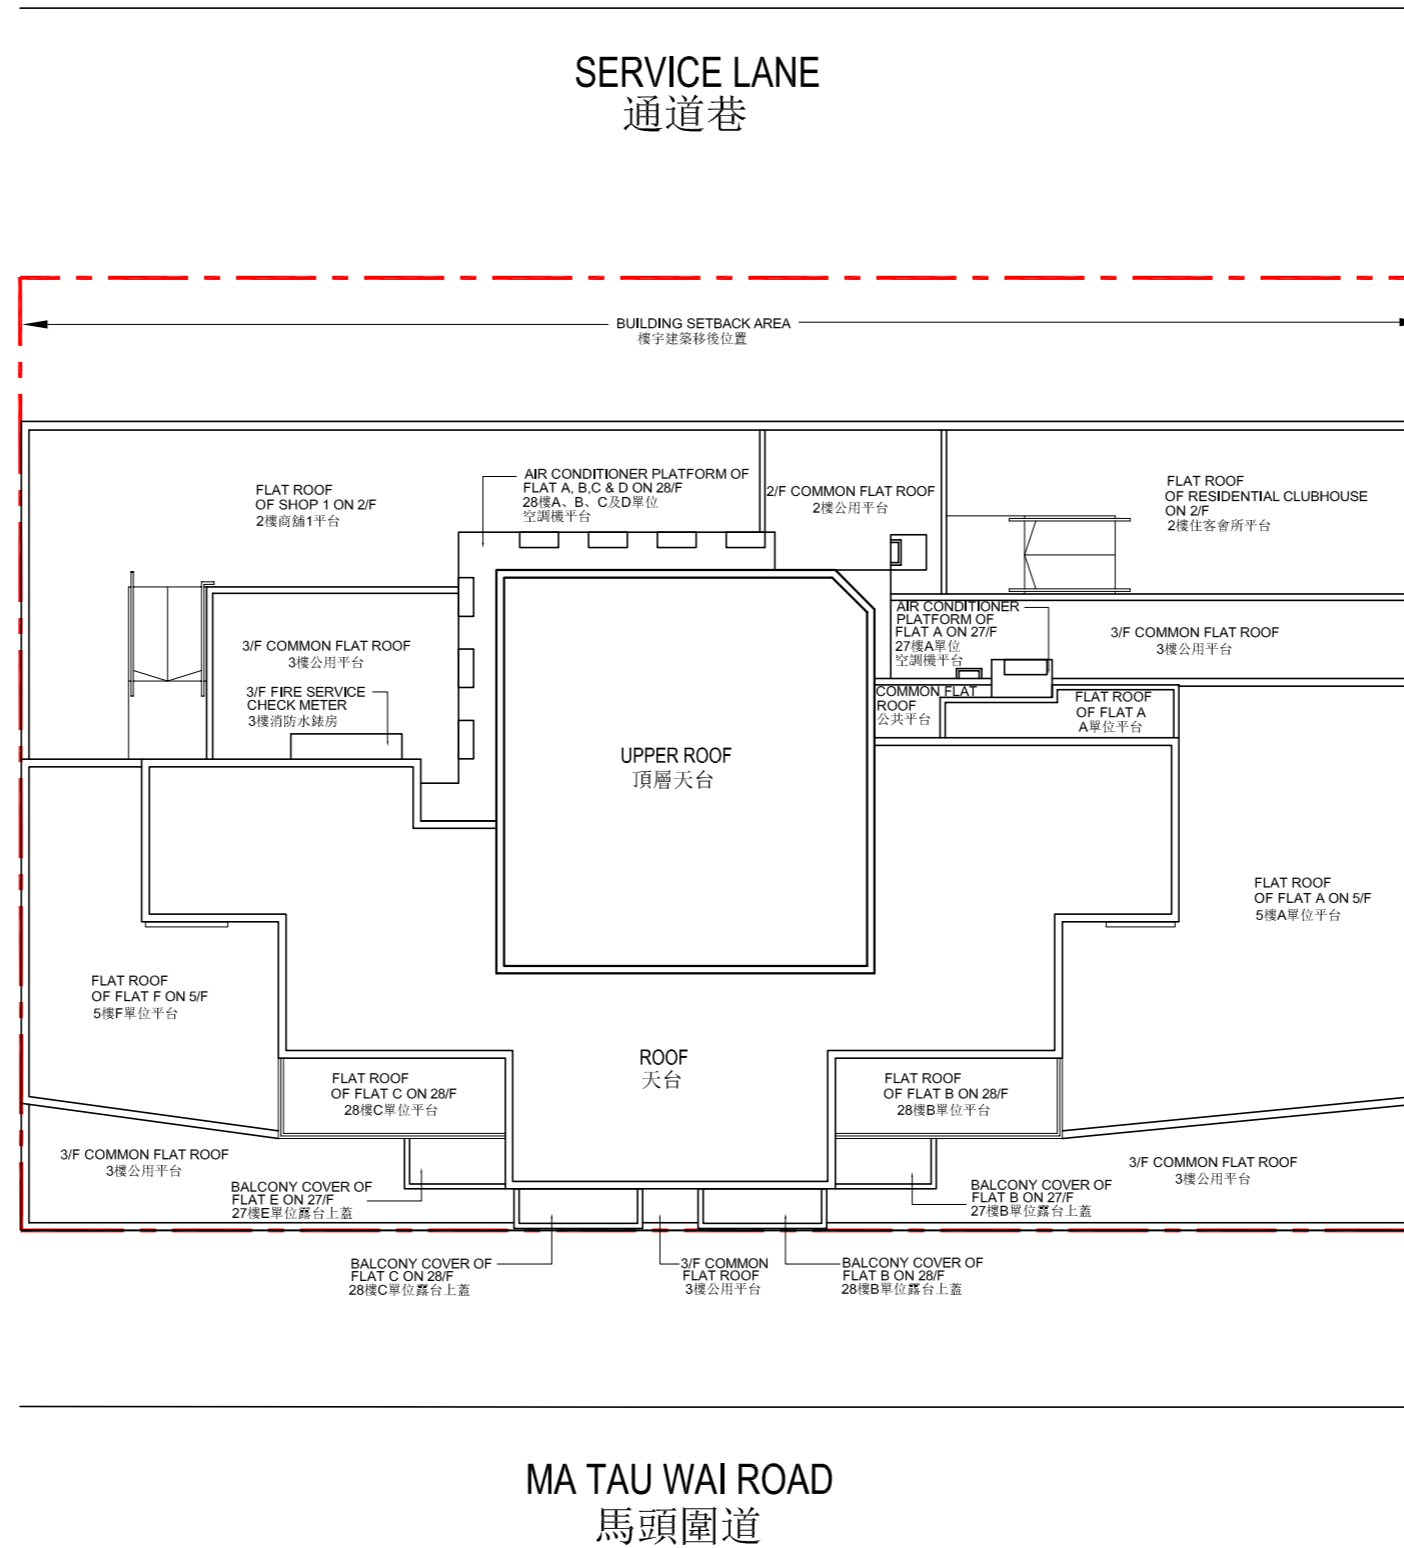 SERVICE LANE
通道巷
BUILDING SETBACK AREA
樓宇建築移後位置
FLAT ROOF
OF SHOP 1 ON 2/F
2樓商舖1平台
AIR CONDITIONER PLATFORM OF
FLAT A, B,C & D ON 28/F
28樓A、B、C及D單位
空調機平台
2/F COMMON FLAT ROOF
2樓公用平台
FLAT ROOF
OF RESIDENTIAL CLUBHOUSE
ON 2/F
2樓住客會所平台
3/F COMMON FLAT ROOF
3樓公用平台
3/F FIRE SERVICE
CHECK METER
3樓消防水錶房
AIR CONDITIONER
PLATFORM OF
FLAT A ON 27/F
27樓A單位
空調機平台
3/F COMMON FLAT ROOF
3樓公用平台
COMMON FLAT
ROOF
公共平台
FLAT ROOF
OF FLAT A
A單位平台
UPPER ROOF
頂層天台
FLAT ROOF
OF FLAT A ON 5/F
5樓A單位平台
FLAT ROOF
OF FLAT F ON 5/F
5樓F單位平台
ROOF
天台
FLAT ROOF
OF FLAT C ON 28/F
28樓C單位平台
FLAT ROOF
OF FLAT B ON 28/F
28樓B單位平台
3/F COMMON FLAT ROOF
3樓公用平台
3/F COMMON FLAT ROOF
3樓公用平台
BALCONY COVER OF
FLAT E ON 27/F
27樓E單位露台上蓋
BALCONY COVER OF
FLAT B ON 27/F
27樓B單位露台上蓋
BALCONY COVER OF
FLAT C ON 28/F
28樓C單位露台上蓋
3/F COMMON
FLAT ROOF
3樓公用平台
BALCONY COVER OF
FLAT B ON 28/F
28樓B單位露台上蓋
MA TAU WAI ROAD
馬頭圍道